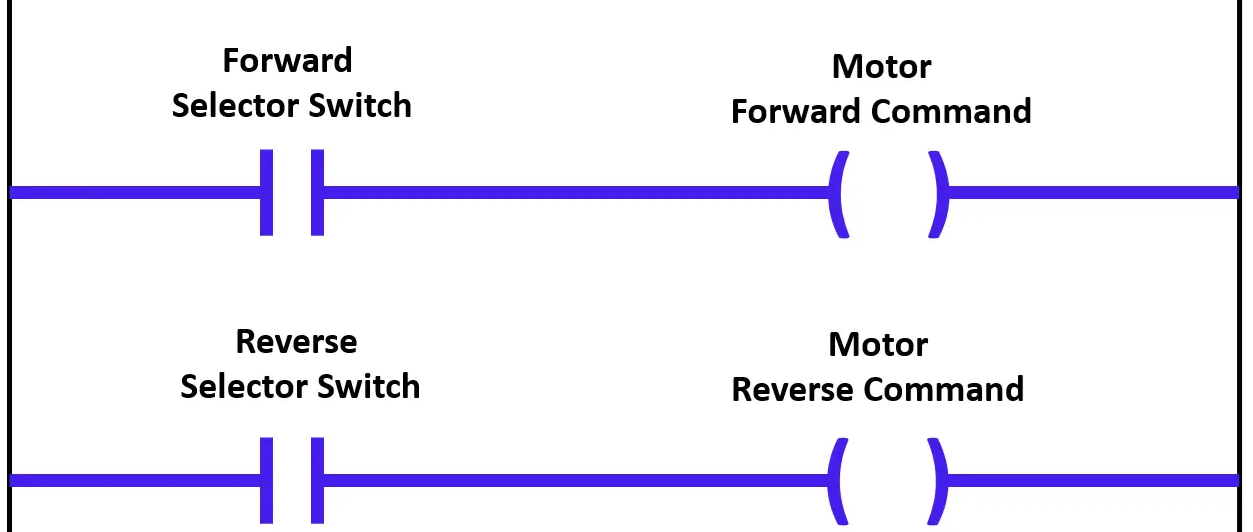 Forward
Selector Switch
Motor
Forward Command
Reverse
Selector Switch
Motor
Reverse Command